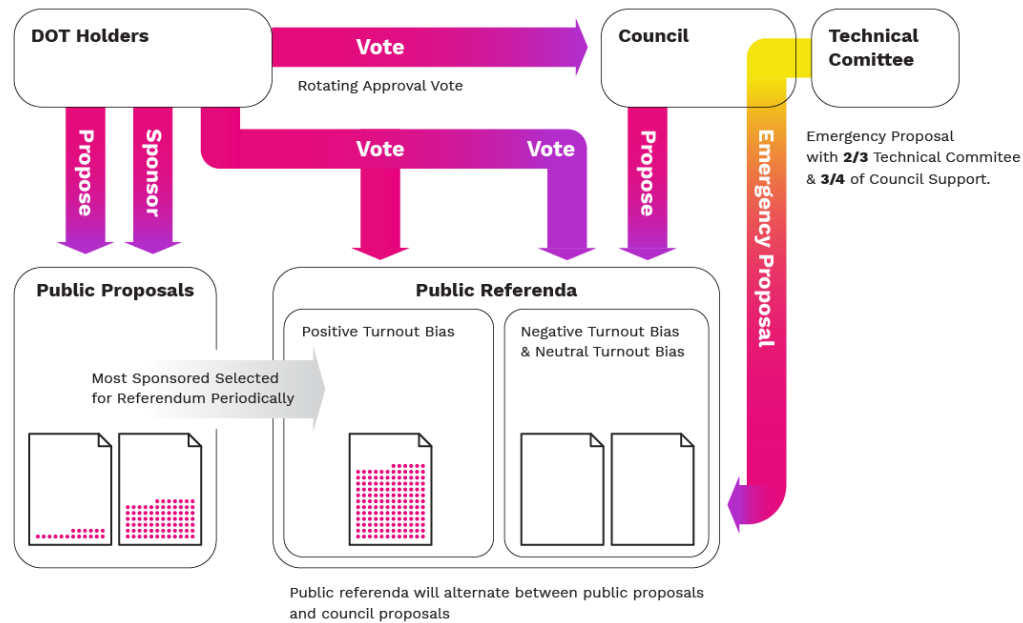 DOT Holders
Vote
Rotating Approval Vote
Council
Technical
Comittee
Propose
Sponsor
Vote
Vote
Propose
Emergency Proposal
Emergency Proposal
with 2/3 Technical Commitee
& 3/4 of Council Support.
Public Proposals
Most Sponsored Selected
for Referendum Periodically
Public Referenda
Positive Turnout Bias
Negative Turnout Bias
& Neutral Turnout Bias
Public referenda will alternate between public proposals
and council proposals